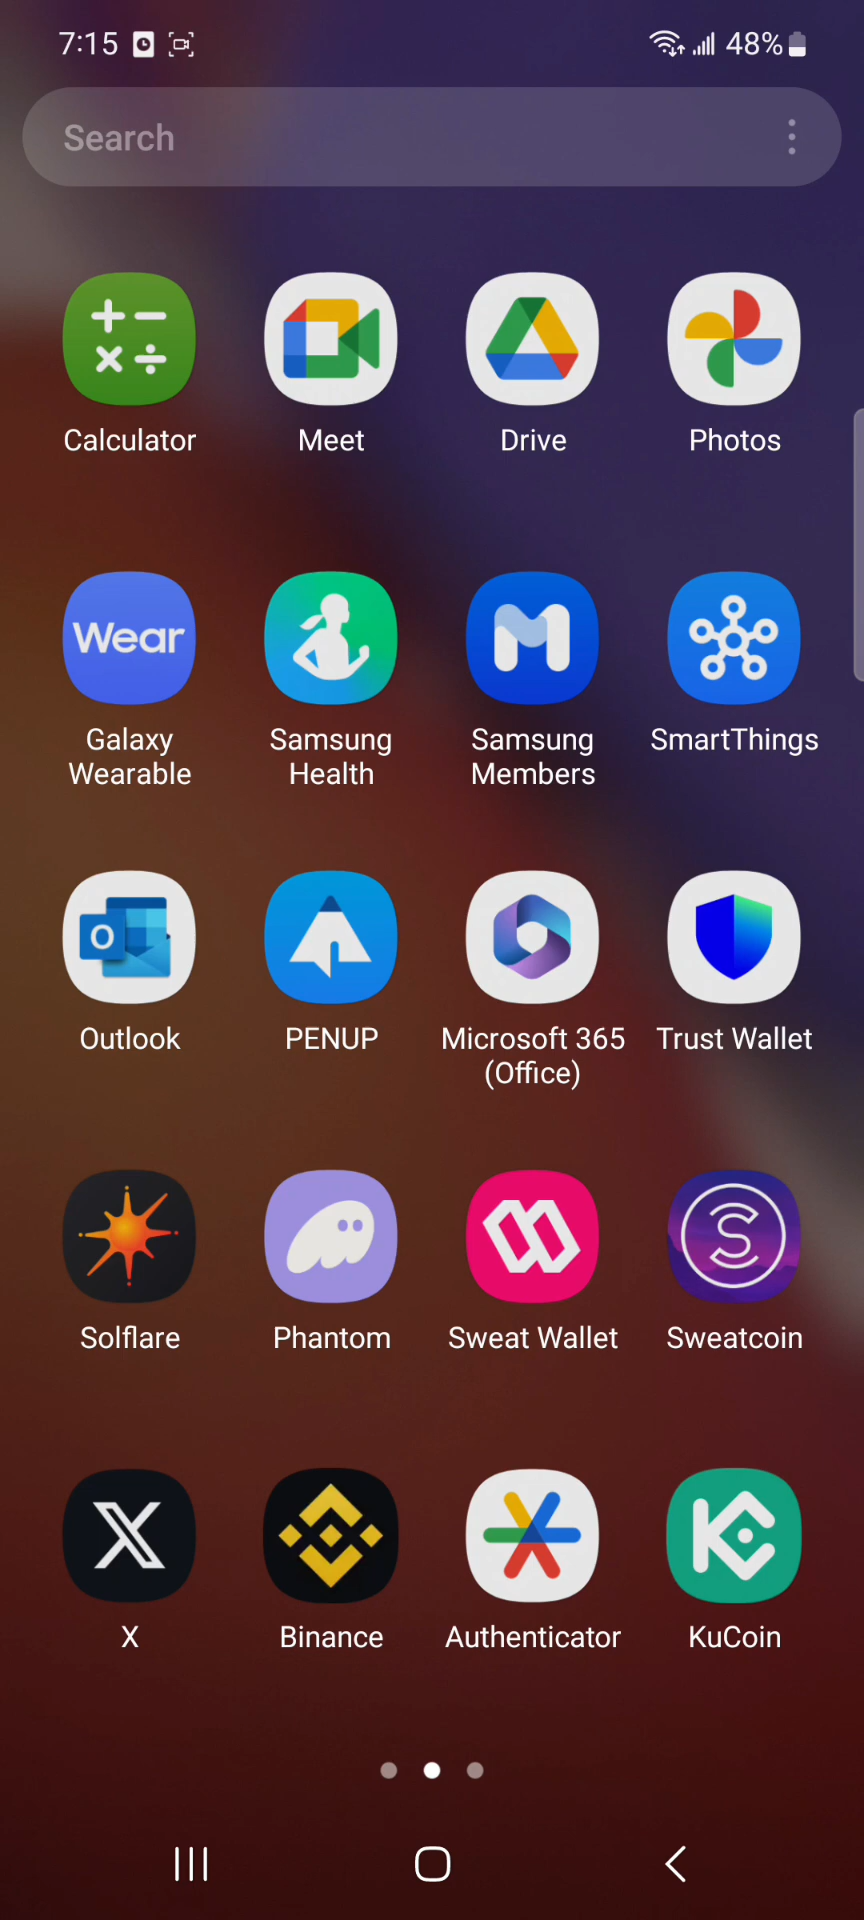 7:15 48%
Search
Calculator Meet Drive Photos
Wear
Galaxy Samsung Samsung SmartThings
Wearable Health Members
O
Outlook PENUP Microsoft 365 Trust Wallet
(Office)
Solflare Phantom Sweat Wallet Sweatcoin
X Binance Authenticator KuCoin